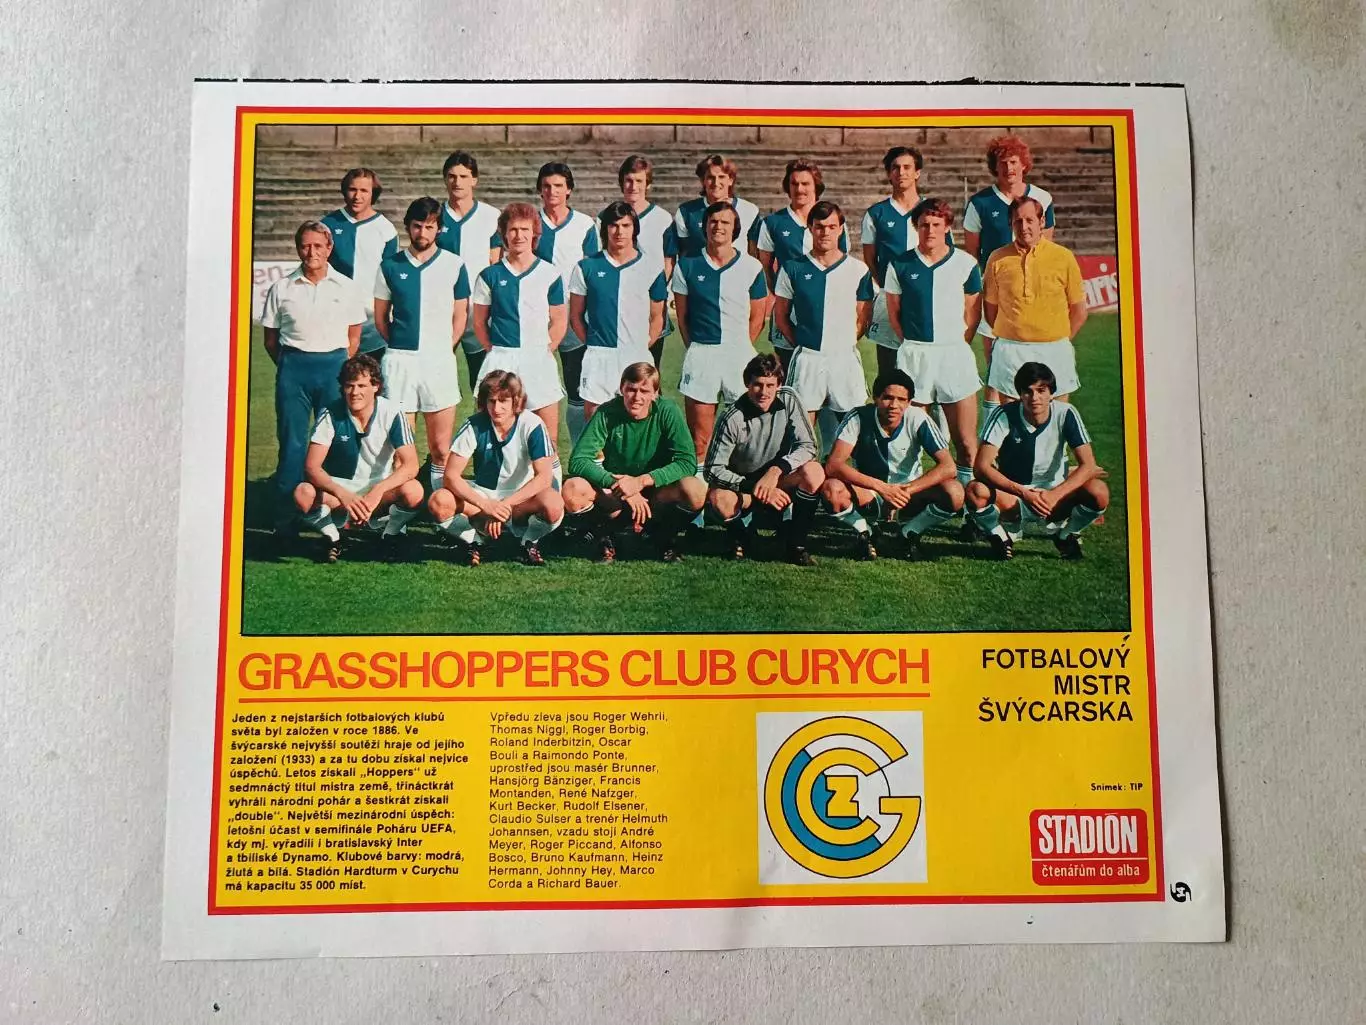 GRASSHOPPERS CLUB CURYCH
FOTBALOVÝ
MISTR
ŠVÝCARSKA
Jeden z nejstarších fotbalových klubů
světa byl založen v roce 1886. Ve
švýcarské nejvyšší soutěži hraje od jejího
založení (1933) a za tu dobu získal nejvíce
úspěchů. Letos získali „Hoppers" už
sedmnáctý titul mistra země, třináctkrát
vyhráli národní pohár a šestkrát získali
„double". Největší mezinárodní úspěch:
letošní účast v semifinále Poháru UEFA,
kdy mj. vyřadili i bratislavský Inter
a tbiliské Dynamo. Klubové barvy: modrá,
žlutá a bílá. Stadión Hardturm v Curychu
má kapacitu 35 000 míst.
Vpředu zleva jsou Roger Wehrli,
Thomas Niggl, Roger Borbig,
Roland Inderbitzin, Oscar
Bouli a Raimondo Ponte,
uprostřed jsou masér Brunner,
Hansjörg Bänziger, Francis
Montanden, René Nafzger,
Kurt Becker, Rudolf Elsener,
Claudio Sulser a trenér Helmuth
Johannsen, vzadu stojí André
Meyer, Roger Piccand, Alfonso
Bosco, Bruno Kaufmann, Heinz
Hermann, Johnny Hey, Marco
Corda a Richard Bauer.
GCZ
Snímek: TIP
STADIÓN
čtenářům do alba